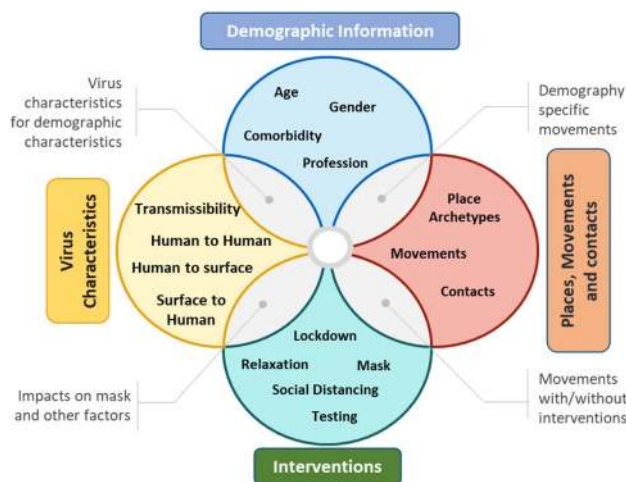 Demographic Information
Virus
characteristics
for demographic
characteristics
Demography
specific
movements
Age
Gender
Comorbidity
Profession
Virus
Characteristics
Transmissibility
Human to Human
Human to surface
Surface to
Human
Place
Archetypes
Movements
Contacts
Places, Movements
and contacts
Lockdown
Relaxation
Mask
Social Distancing
Testing
Impacts on mask
and other factors
Movements
with/without
interventions
Interventions